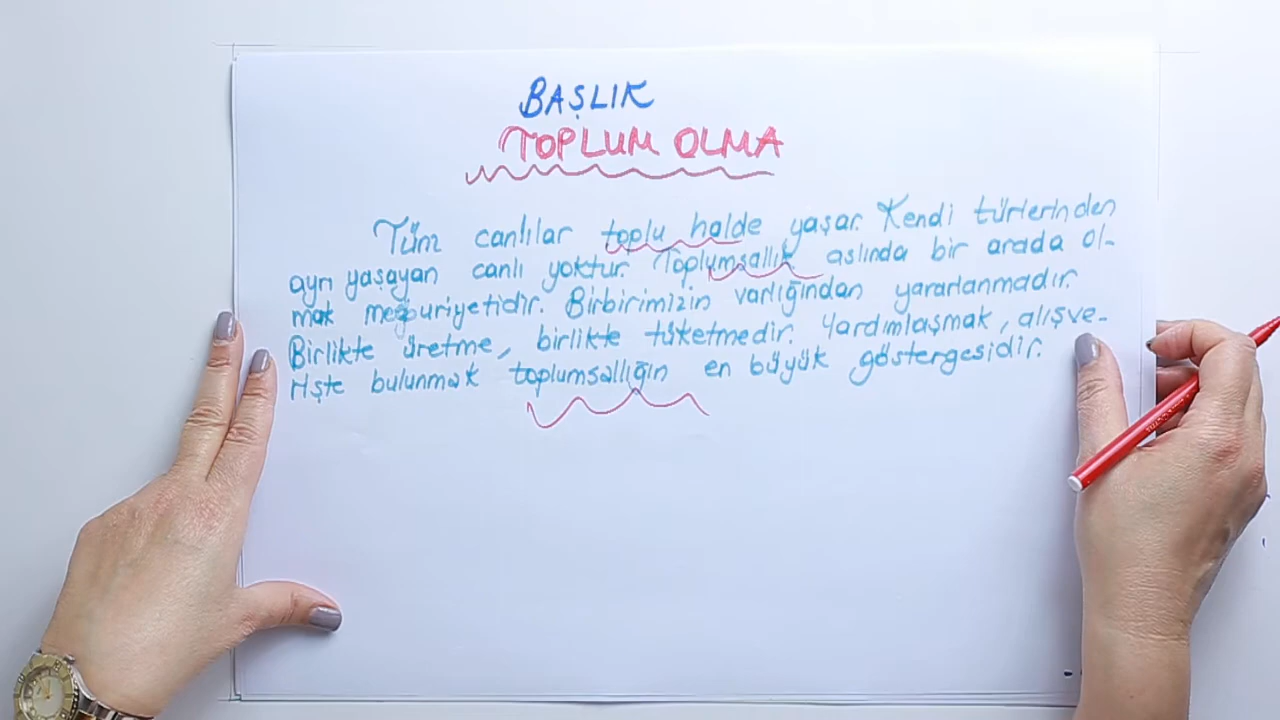 BAŞLIK
TOPLUM OLMA
Tüm canlılar toplu halde yaşar. Kendi türlerinden
ayrı yaşayan canlı yoktur. Toplumsallık aslında bir arada ol-
mak meğburiyetidir. Birbirimizin varlığından yararlanmadır.
Birlikte üretme, birlikte tüketmedir. Yardımlaşmak, alışve-
rişte bulunmak toplumsallığın en büyük göstergesidir.